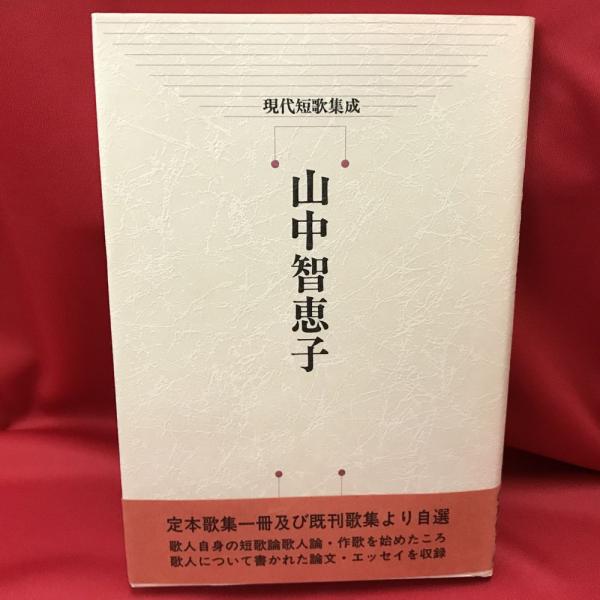 現代短歌集成
山中智恵子
定本歌集一冊及び既刊歌集より自選
歌人自身の短歌論歌人論・作歌を始めたころ
歌人について書かれた論文・エッセイを収録